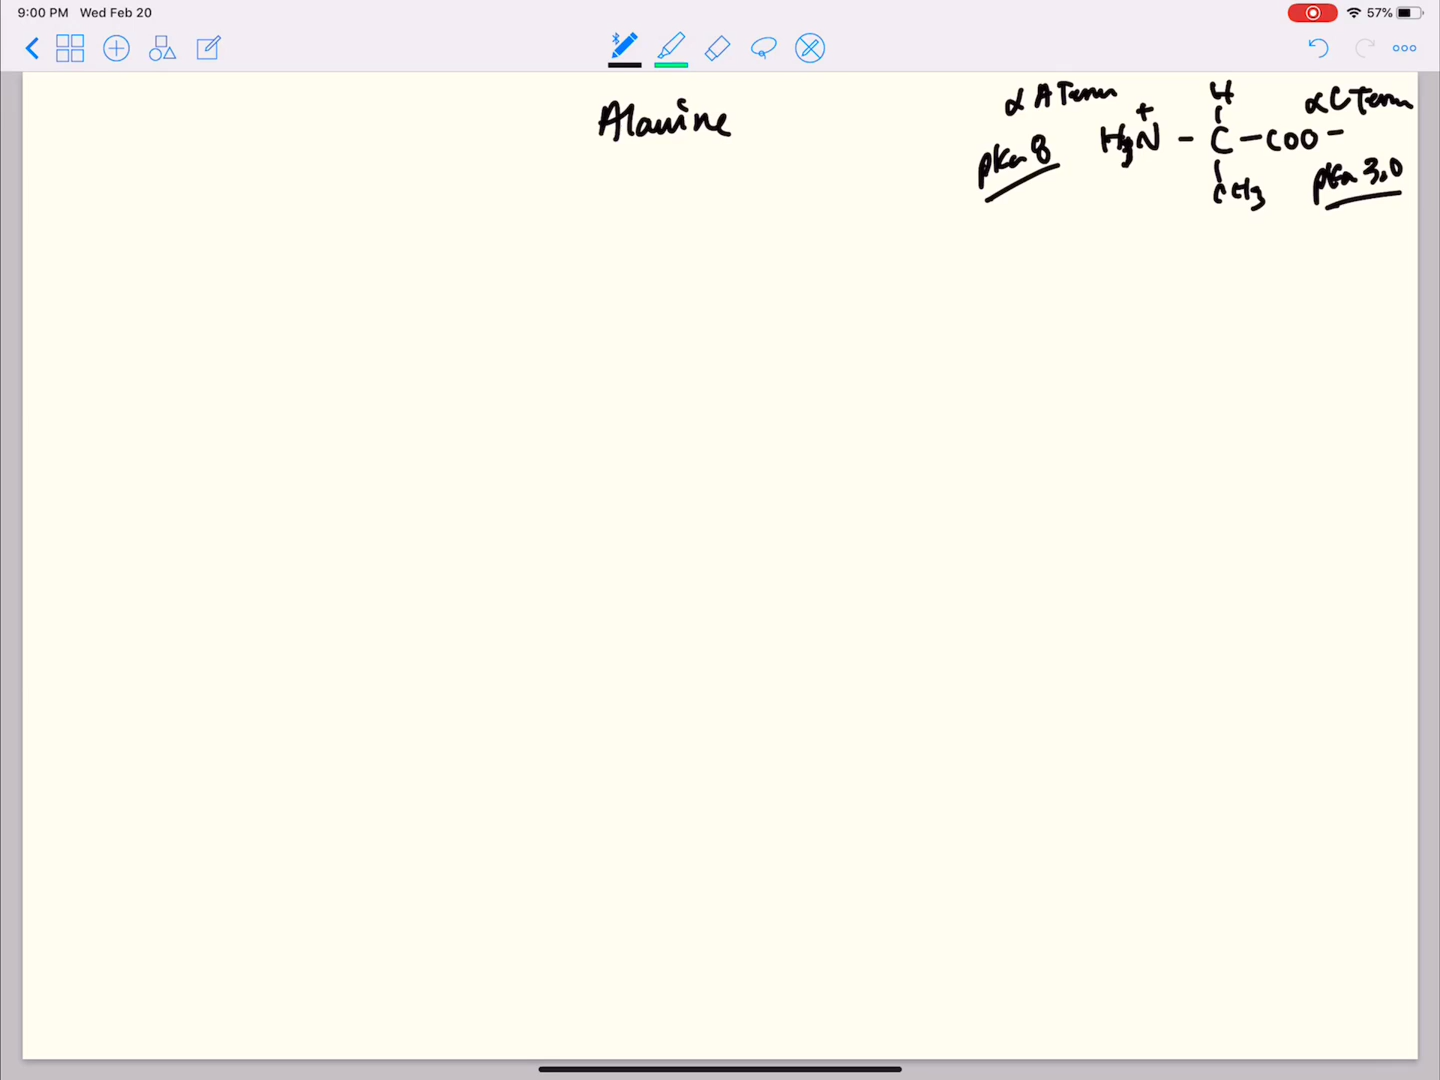 9:00 PM Wed Feb 20
57%
Alanine
α A Term
H
α C Term
pKa 8
H₃N⁺ - C - COO⁻
pKa 3.0
CH₃